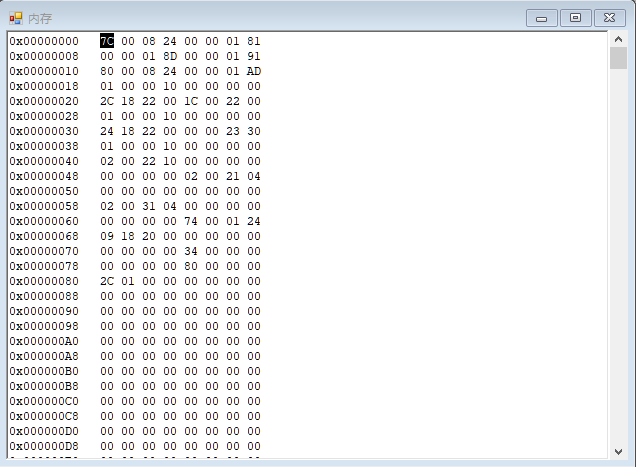 内存
0x00000000 7C 00 08 24 00 00 01 81
0x00000008 00 00 01 8D 00 00 01 91
0x00000010 80 00 08 24 00 00 01 AD
0x00000018 01 00 00 10 00 00 00 00
0x00000020 2C 18 22 00 1C 00 22 00
0x00000028 01 00 00 10 00 00 00 00
0x00000030 24 18 22 00 00 00 23 30
0x00000038 01 00 00 10 00 00 00 00
0x00000040 02 00 22 10 00 00 00 00
0x00000048 00 00 00 00 02 00 21 04
0x00000050 00 00 00 00 00 00 00 00
0x00000058 02 00 31 04 00 00 00 00
0x00000060 00 00 00 00 74 00 01 24
0x00000068 09 18 20 00 00 00 00 00
0x00000070 00 00 00 00 34 00 00 00
0x00000078 00 00 00 00 80 00 00 00
0x00000080 2C 01 00 00 00 00 00 00
0x00000088 00 00 00 00 00 00 00 00
0x00000090 00 00 00 00 00 00 00 00
0x00000098 00 00 00 00 00 00 00 00
0x000000A0 00 00 00 00 00 00 00 00
0x000000A8 00 00 00 00 00 00 00 00
0x000000B0 00 00 00 00 00 00 00 00
0x000000B8 00 00 00 00 00 00 00 00
0x000000C0 00 00 00 00 00 00 00 00
0x000000C8 00 00 00 00 00 00 00 00
0x000000D0 00 00 00 00 00 00 00 00
0x000000D8 00 00 00 00 00 00 00 00